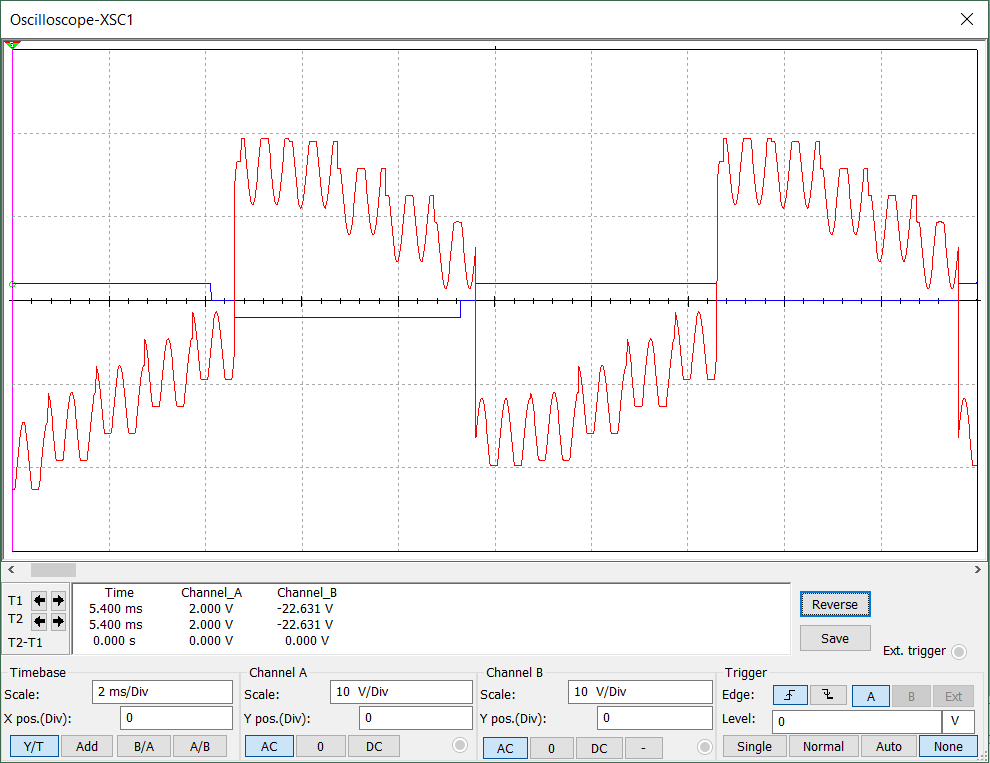 Oscilloscope-XSC1
Time Channel_A Channel_B
T1 5.400 ms 2.000 V -22.631 V
T2 5.400 ms 2.000 V -22.631 V
T2-T1 0.000 s 0.000 V 0.000 V
Reverse
Save
Ext. trigger
Timebase
Scale: 2 ms/Div
X pos.(Div): 0
Y/T Add B/A A/B
Channel A
Scale: 10 V/Div
Y pos.(Div): 0
AC 0 DC
Channel B
Scale: 10 V/Div
Y pos.(Div): 0
AC 0 DC -
Trigger
Edge: A B Ext
Level: 0 V
Single Normal Auto None